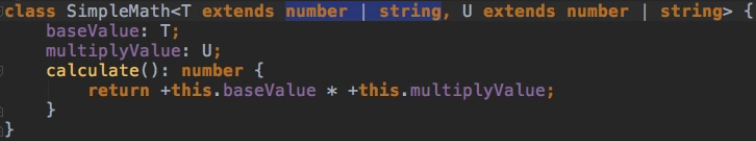 class SimpleMath<T extends number | string, U extends number | string> {
    baseValue: T;
    multiplyValue: U;
    calculate(): number {
        return +this.baseValue * +this.multiplyValue;
    }
}